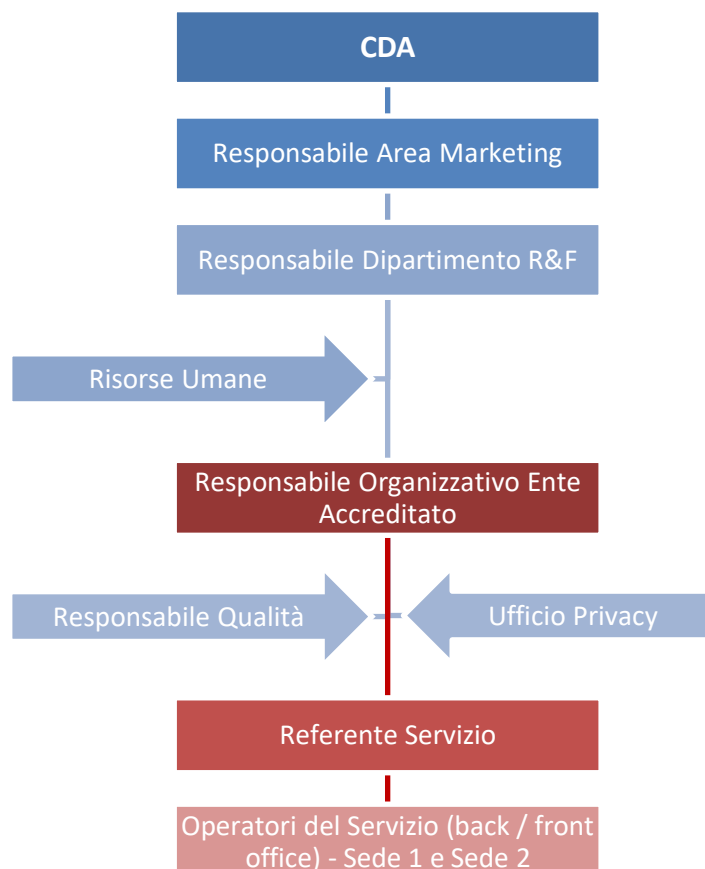 CDA
Responsabile Area Marketing
Responsabile Dipartimento R&F
Risorse Umane
Responsabile Organizzativo Ente
Accreditato
Responsabile Qualità
Ufficio Privacy
Referente Servizio
Operatori del Servizio (back / front
office) - Sede 1 e Sede 2